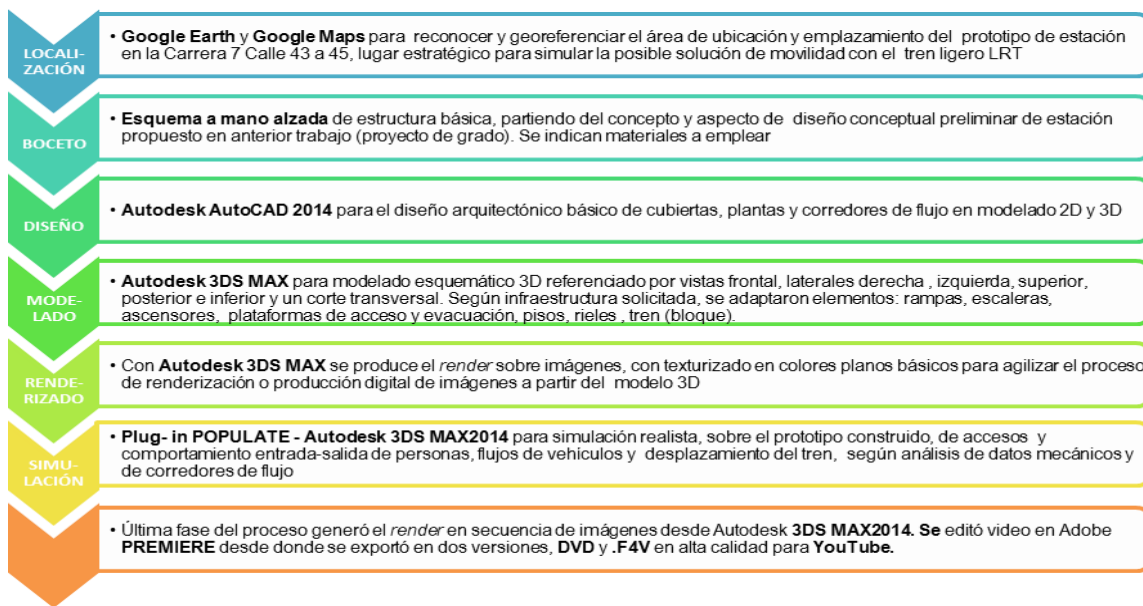 LOCALI-
ZACIÓN
• Google Earth y Google Maps para reconocer y georeferenciar el área de ubicación y emplazamiento del prototipo de estación
en la Carrera 7 Calle 43 a 45, lugar estratégico para simular la posible solución de movilidad con el tren ligero LRT
BOCETO
• Esquema a mano alzada de estructura básica, partiendo del concepto y aspecto de diseño conceptual preliminar de estación
propuesto en anterior trabajo (proyecto de grado). Se indican materiales a emplear
DISEÑO
• Autodesk AutoCAD 2014 para el diseño arquitectónico básico de cubiertas, plantas y corredores de flujo en modelado 2D y 3D
MODE-
LADO
• Autodesk 3DS MAX para modelado esquemático 3D referenciado por vistas frontal, laterales derecha , izquierda, superior,
posterior e inferior y un corte transversal. Según infraestructura solicitada, se adaptaron elementos: rampas, escaleras,
ascensores, plataformas de acceso y evacuación, pisos, rieles , tren (bloque).
RENDE-
RIZADO
• Con Autodesk 3DS MAX se produce el render sobre imágenes, con texturizado en colores planos básicos para agilizar el proceso
de renderización o producción digital de imágenes a partir del modelo 3D
SIMU-
LACIÓN
• Plug- in POPULATE - Autodesk 3DS MAX2014 para simulación realista, sobre el prototipo construido, de accesos y
comportamiento entrada-salida de personas, flujos de vehículos y desplazamiento del tren, según análisis de datos mecánicos y
de corredores de flujo
• Última fase del proceso generó el render en secuencia de imágenes desde Autodesk 3DS MAX2014. Se editó video en Adobe
PREMIERE desde donde se exportó en dos versiones, DVD y .F4V en alta calidad para YouTube.